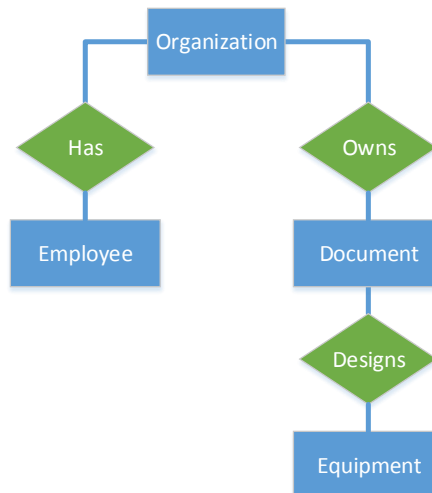 Organization
Has
Owns
Employee
Document
Designs
Equipment